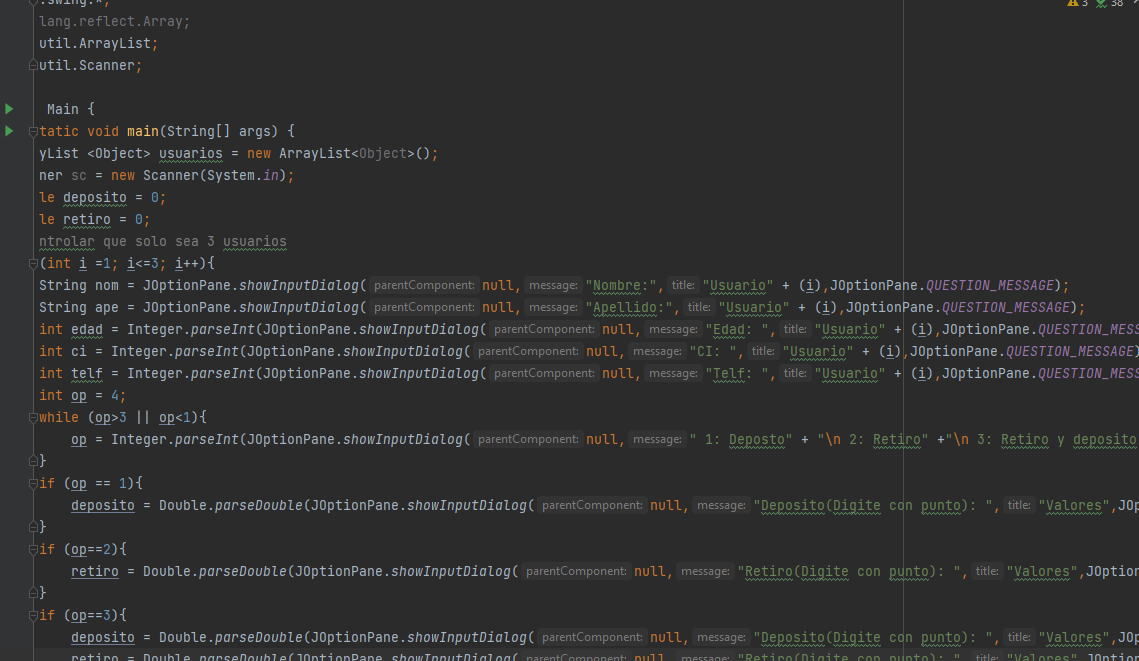 .swing.*; 3 38
lang.reflect.Array;
util.ArrayList;
util.Scanner;
Main {
tatic void main(String[] args) {
yList <Object> usuarios = new ArrayList<Object>();
ner sc = new Scanner(System.in);
le deposito = 0;
le retiro = 0;
ntrolar que solo sea 3 usuarios
(int i =1; i<=3; i++){
String nom = JOptionPane.showInputDialog( parentComponent: null, message: "Nombre:", title: "Usuario" + (i),JOptionPane.QUESTION_MESSAGE);
String ape = JOptionPane.showInputDialog( parentComponent: null, message: "Apellido:", title: "Usuario" + (i),JOptionPane.QUESTION_MESSAGE);
int edad = Integer.parseInt(JOptionPane.showInputDialog( parentComponent: null, message: "Edad: ", title: "Usuario" + (i),JOptionPane.QUESTION_MESS
int ci = Integer.parseInt(JOptionPane.showInputDialog( parentComponent: null, message: "CI: ", title: "Usuario" + (i),JOptionPane.QUESTION_MESSAGE)
int telf = Integer.parseInt(JOptionPane.showInputDialog( parentComponent: null, message: "Telf: ", title: "Usuario" + (i),JOptionPane.QUESTION_MESS
int op = 4;
while (op>3 || op<1){
op = Integer.parseInt(JOptionPane.showInputDialog( parentComponent: null, message: " 1: Deposto" + "\n 2: Retiro" +"\n 3: Retiro y deposito
}
if (op == 1){
deposito = Double.parseDouble(JOptionPane.showInputDialog( parentComponent: null, message: "Deposito(Digite con punto): ", title: "Valores",JOp
}
if (op==2){
retiro = Double.parseDouble(JOptionPane.showInputDialog( parentComponent: null, message: "Retiro(Digite con punto): ", title: "Valores",JOption
}
if (op==3){
deposito = Double.parseDouble(JOptionPane.showInputDialog( parentComponent: null, message: "Deposito(Digite con punto): ", title: "Valores",JOp
retiro = Double.parseDouble(JOptionPane.showInputDialog( parentComponent: null, message: "Retiro(Digite con punto): ", title: "Valores",JOption